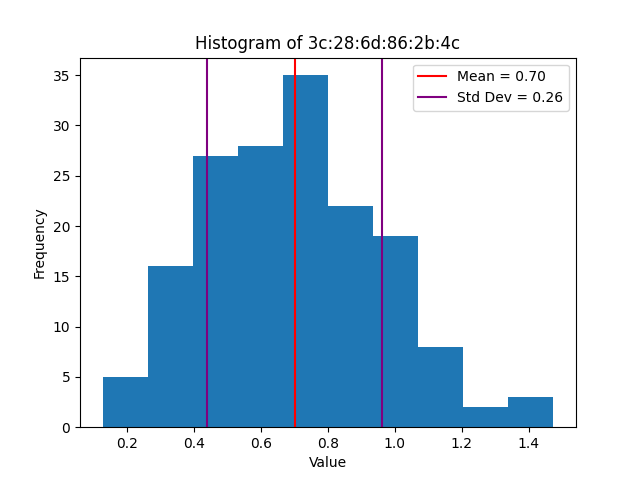 Histogram of 3c:28:6d:86:2b:4c
Mean = 0.70
Std Dev = 0.26
35
30
25
20
15
10
5
0
Frequency
0.2 0.4 0.6 0.8 1.0 1.2 1.4
Value